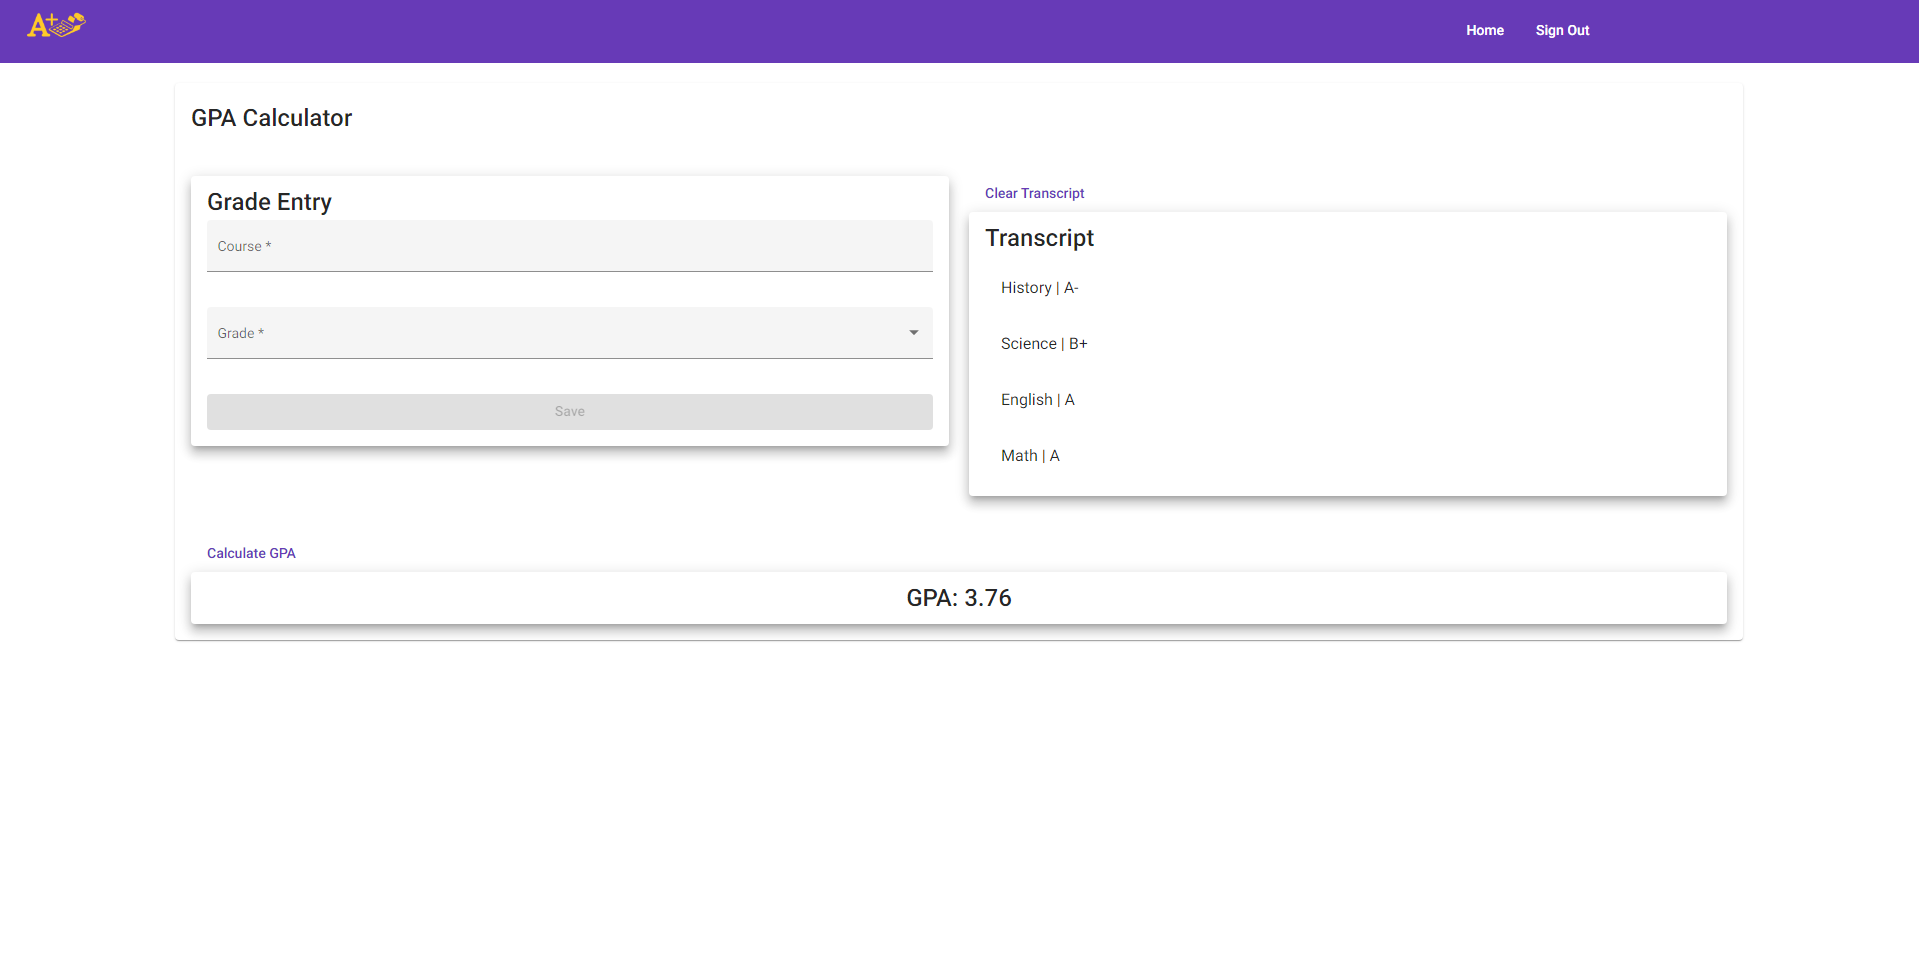 A+
Home
Sign Out
GPA Calculator
Grade Entry
Course *
Grade *
Save
Clear Transcript
Transcript
History | A-
Science | B+
English | A
Math | A
Calculate GPA
GPA: 3.76